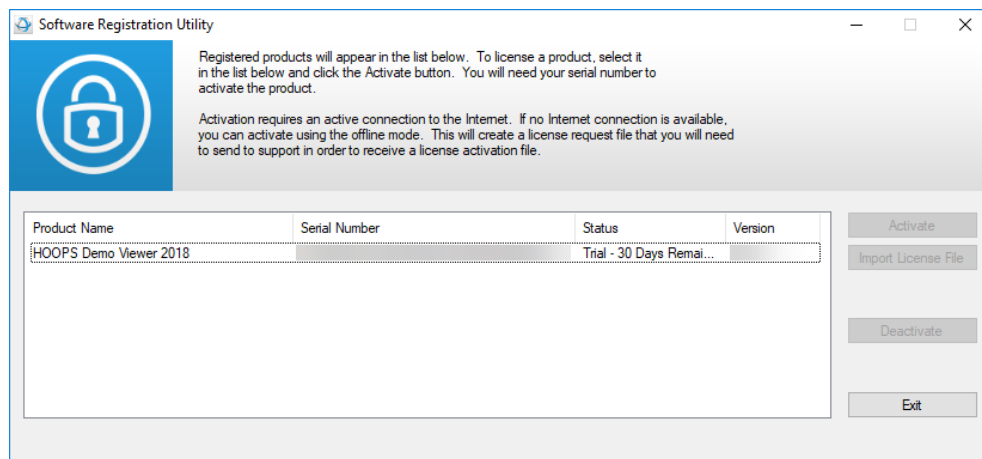 Software Registration Utility
Registered products will appear in the list below. To license a product, select it
in the list below and click the Activate button. You will need your serial number to
activate the product.
Activation requires an active connection to the Internet. If no Internet connection is available,
you can activate using the offline mode. This will create a license request file that you will need
to send to support in order to receive a license activation file.
Product Name Serial Number Status Version
HOOPS Demo Viewer 2018 Trial - 30 Days Remai...
Activate
Import License File
Deactivate
Exit